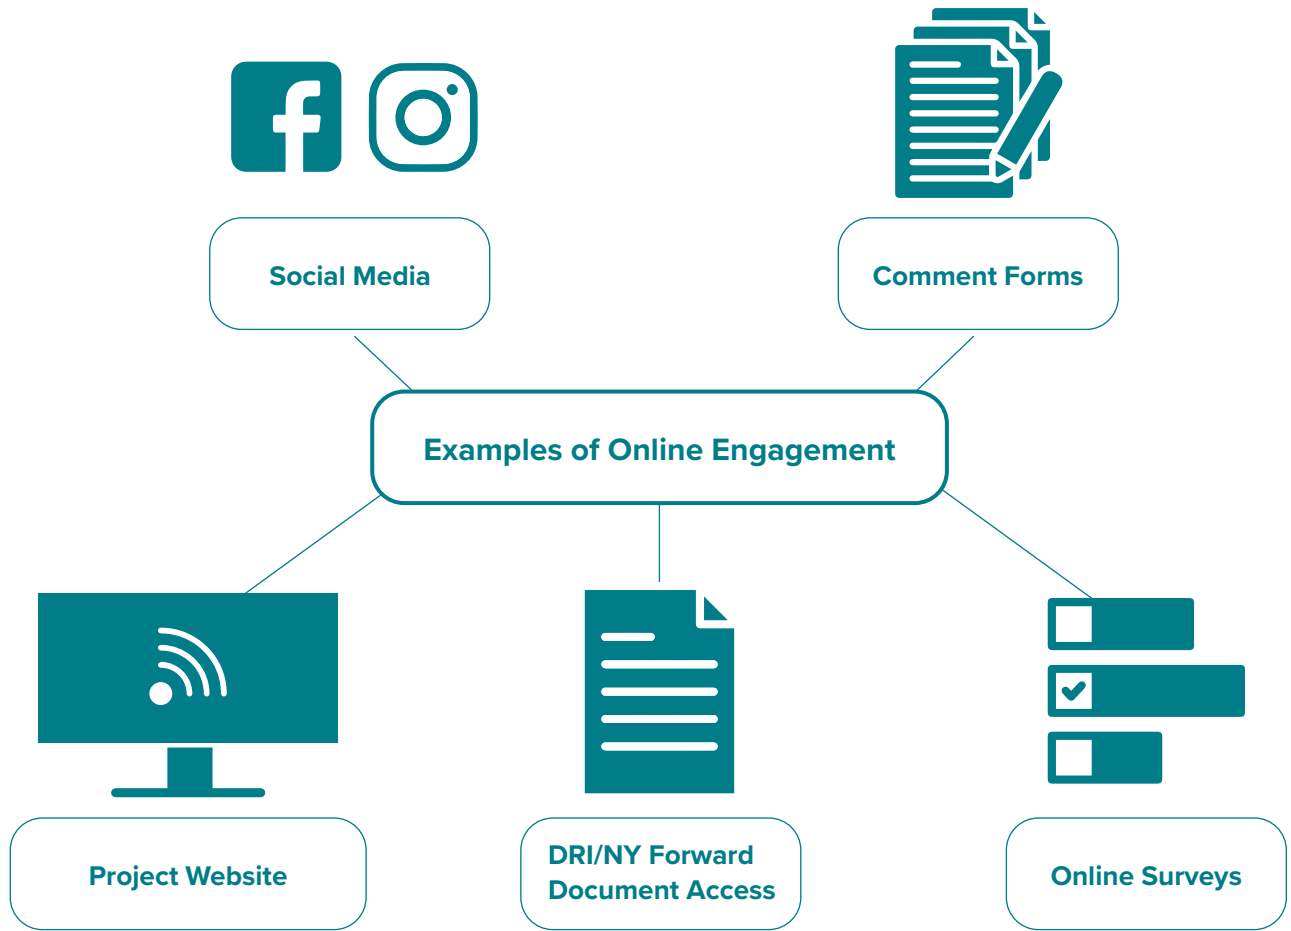 Social Media
Comment Forms
Examples of Online Engagement
Project Website
DRI/NY Forward
Document Access
Online Surveys